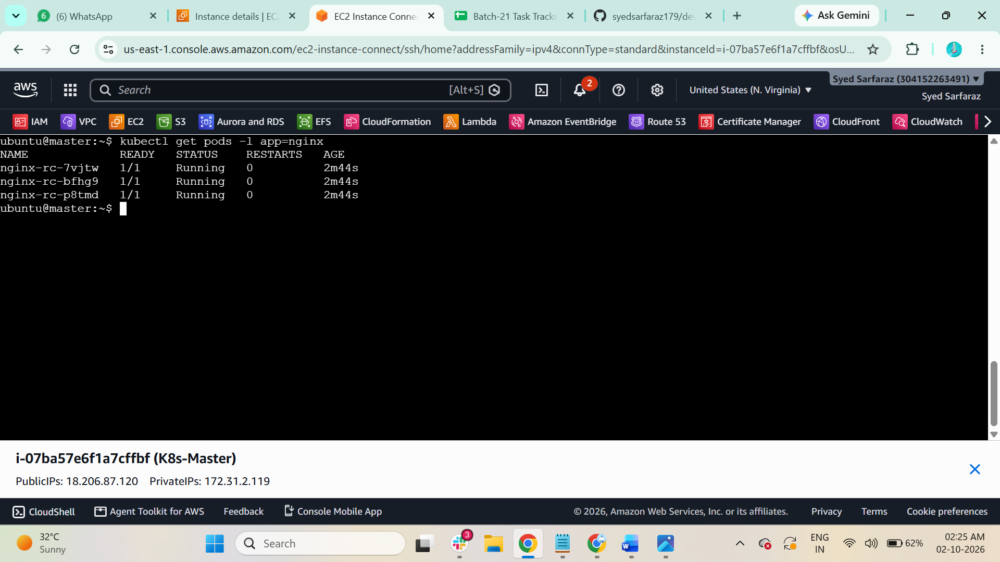 6
(6) WhatsApp
Instance details | EC2
EC2 Instance Conne
Batch-21 Task Tracke
syedsarfaraz179/dev
Ask Gemini
us-east-1.console.aws.amazon.com/ec2-instance-connect/ssh/home?addressFamily=ipv4&connType=standard&instanceId=i-07ba57e6f1a7cffbf&osU...
aws
Search
[Alt+S]
2
United States (N. Virginia) ▼
Syed Sarfaraz (304152263491) ▼
Syed Sarfaraz
IAM
VPC
EC2
S3
Aurora and RDS
EFS
CloudFormation
Lambda
Amazon EventBridge
Route 53
Certificate Manager
CloudFront
CloudWatch
ubuntu@master:~$ kubectl get pods -l app=nginx
NAME READY STATUS RESTARTS AGE
nginx-rc-7vjtw 1/1 Running 0 2m44s
nginx-rc-bfhg9 1/1 Running 0 2m44s
nginx-rc-p8tmd 1/1 Running 0 2m44s
ubuntu@master:~$
i-07ba57e6f1a7cffbf (K8s-Master)
PublicIPs: 18.206.87.120 PrivateIPs: 172.31.2.119
CloudShell
Agent Toolkit for AWS
Feedback
Console Mobile App
© 2026, Amazon Web Services, Inc. or its affiliates.
Privacy
Terms
Cookie preferences
32°C
Sunny
Search
3
W
ENG
IN
62%
02:25 AM
02-10-2026